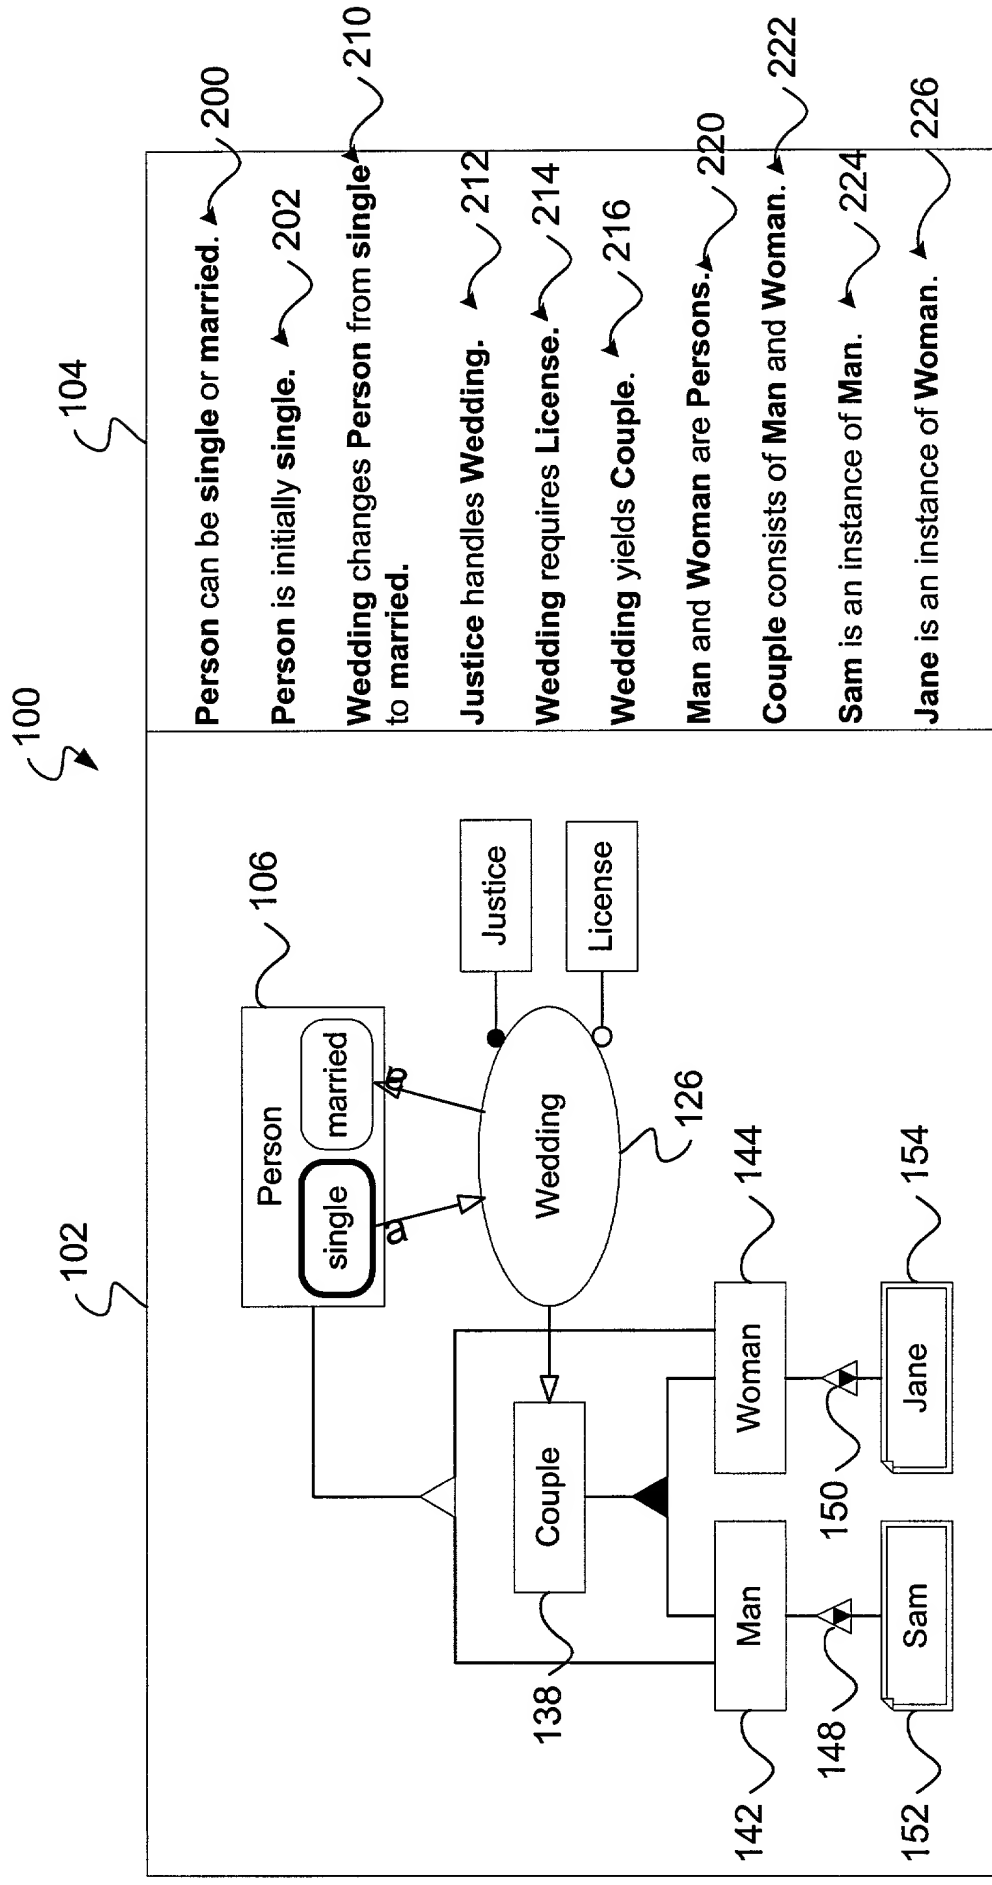 100
102
104
Person
single
married
106
a
a
Wedding
126
Justice
License
Couple
138
Man
142
Woman
144
148
150
Sam
152
Jane
154
Person can be single or married. 200
Person is initially single. 202
Wedding changes Person from single 210
to married.
Justice handles Wedding. 212
Wedding requires License. 214
Wedding yields Couple. 216
Man and Woman are Persons. 220
Couple consists of Man and Woman. 222
Sam is an instance of Man. 224
Jane is an instance of Woman. 226